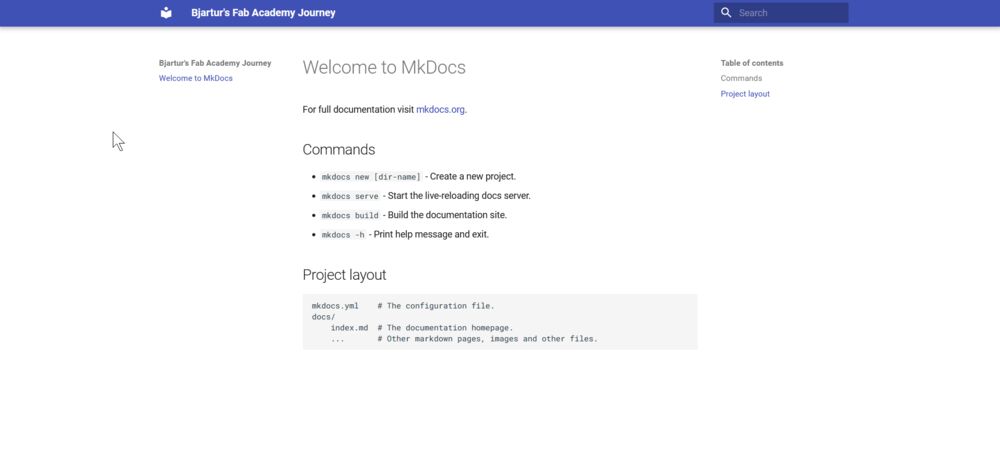 Bjartur's Fab Academy Journey
Search
Bjartur's Fab Academy Journey
Welcome to MkDocs
Welcome to MkDocs
For full documentation visit mkdocs.org.
Commands
mkdocs new [dir-name] - Create a new project.
mkdocs serve - Start the live-reloading docs server.
mkdocs build - Build the documentation site.
mkdocs -h - Print help message and exit.
Project layout
mkdocs.yml    # The configuration file.
docs/
    index.md  # The documentation homepage.
    ...       # Other markdown pages, images and other files.
Table of contents
Commands
Project layout